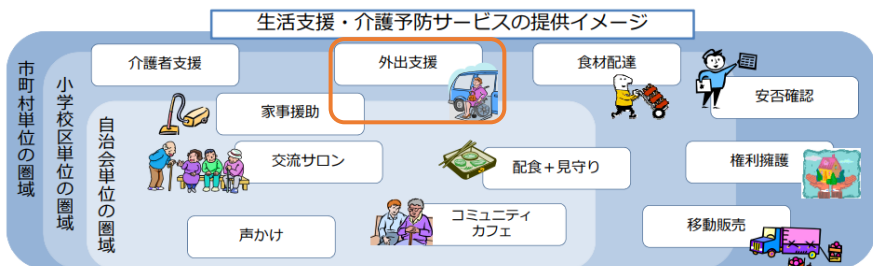 生活支援・介護予防サービスの提供イメージ
市町村単位の圏域
小学校区単位の圏域
自治会単位の圏域
介護者支援
外出支援
食材配達
安否確認
家事援助
交流サロン
配食+見守り
権利擁護
声かけ
コミュニティ
カフェ
移動販売